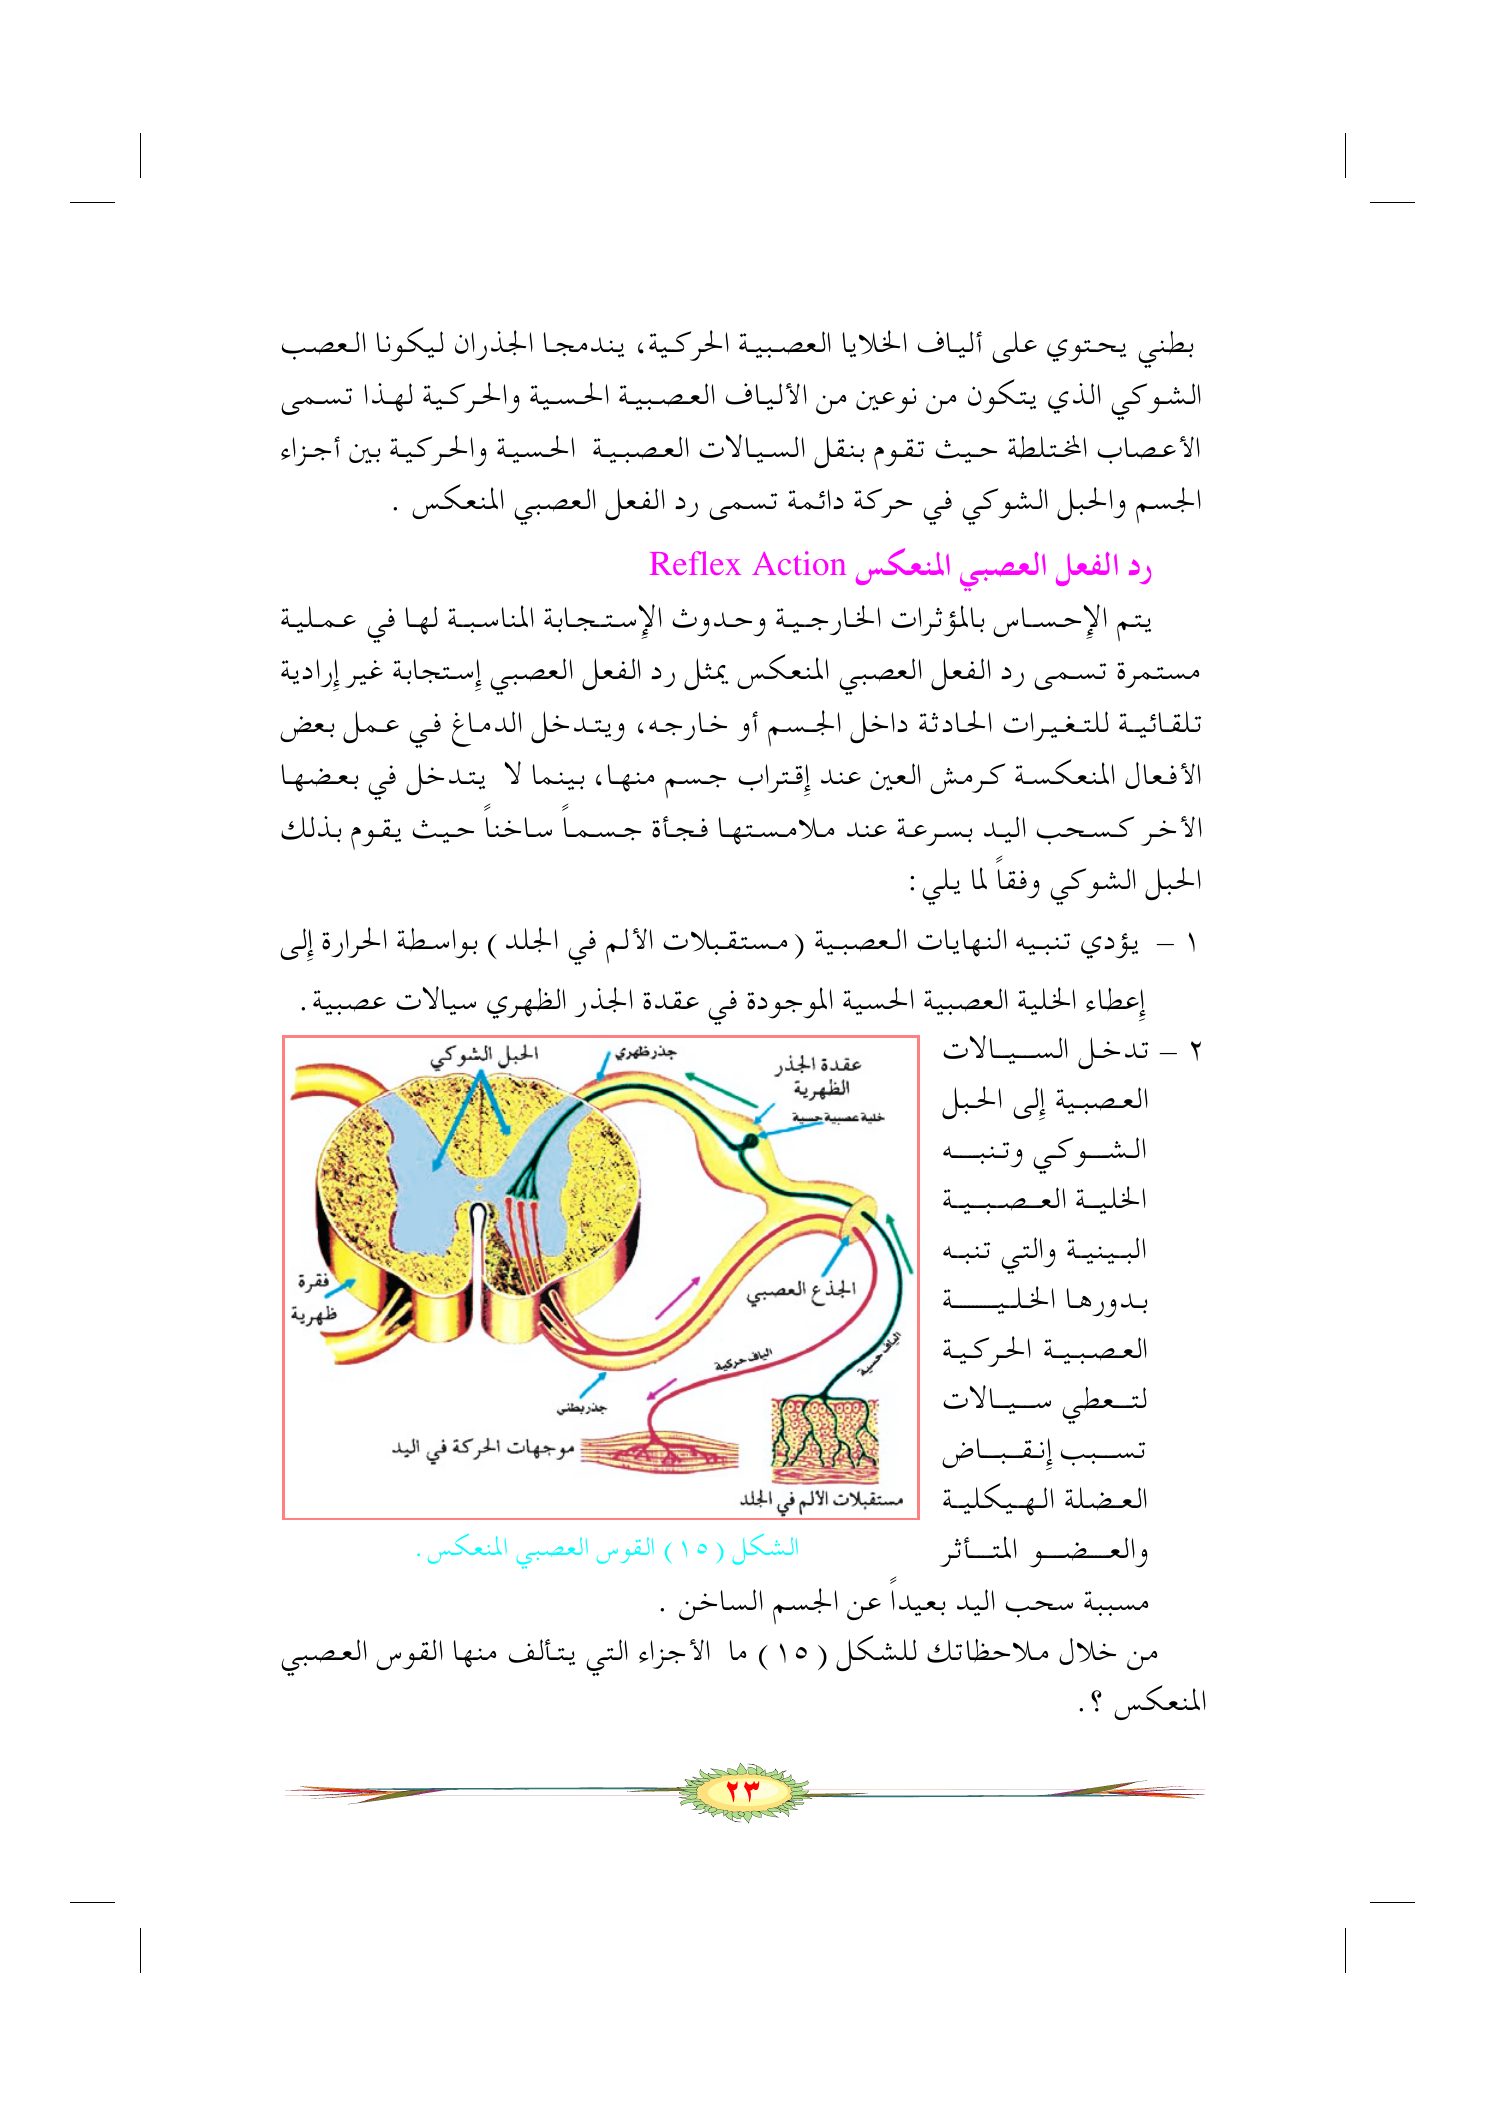 بطني يحتوي على ألياف الخلايا العصبية الحركية، يندمجا الجذران ليكونا العصب
الشوكي الذي يتكون من نوعين من الألياف العصبية الحسية والحركية لهذا تسمى
الأعصاب المختلطة حيث تقوم بنقل السيالات العصبية الحسية والحركية بين أجزاء
الجسم والحبل الشوكي في حركة دائمة تسمى رد الفعل العصبي المنعكس .
رد الفعل العصبي المنعكس Reflex Action
يتم الإحساس بالمؤثرات الخارجية وحدوث الإستجابة المناسبة لها في عملية
مستمرة تسمى رد الفعل العصبي المنعكس يمثل رد الفعل العصبي إستجابة غير إرادية
تلقائية للتغيرات الحادثة داخل الجسم أو خارجه، ويتدخل الدماغ في عمل بعض
الأفعال المنعكسة كرمش العين عند إقتراب جسم منها، بينما لا يتدخل في بعضها
الأخر كسحب اليد بسرعة عند ملامستها فجأة جسماً ساخناً حيث يقوم بذلك
الحبل الشوكي وفقاً لما يلي:
١ – يؤدي تنبيه النهايات العصبية ( مستقبلات الألم في الجلد ) بواسطة الحرارة إلى
إعطاء الخلية العصبية الحسية الموجودة في عقدة الجذر الظهري سيالات عصبية.
٢ – تدخل السيالات
العصبية إلى الحبل
الشوكي وتنبه
الخلية العصبية
البينية والتي تنبه
بدورها الخلية
العصبية الحركية
لتعطي سيالات
تسبب إنقباض
العضلة الهيكلية
والعضو المتأثر
مسببة سحب اليد بعيداً عن الجسم الساخن .
الحبل الشوكي
جذر ظهري
عقدة الجذر
الظهرية
خلية عصبية حسية
فقرة
ظهرية
الجذع العصبي
الياف حركية
الياف حسية
جذر بطني
موجهات الحركة في اليد
مستقبلات الألم في الجلد
الشكل ( ١٥ ) القوس العصبي المنعكس .
من خلال ملاحظاتك للشكل ( ١٥ ) ما الأجزاء التي يتألف منها القوس العصبي
المنعكس ؟.
٢٣